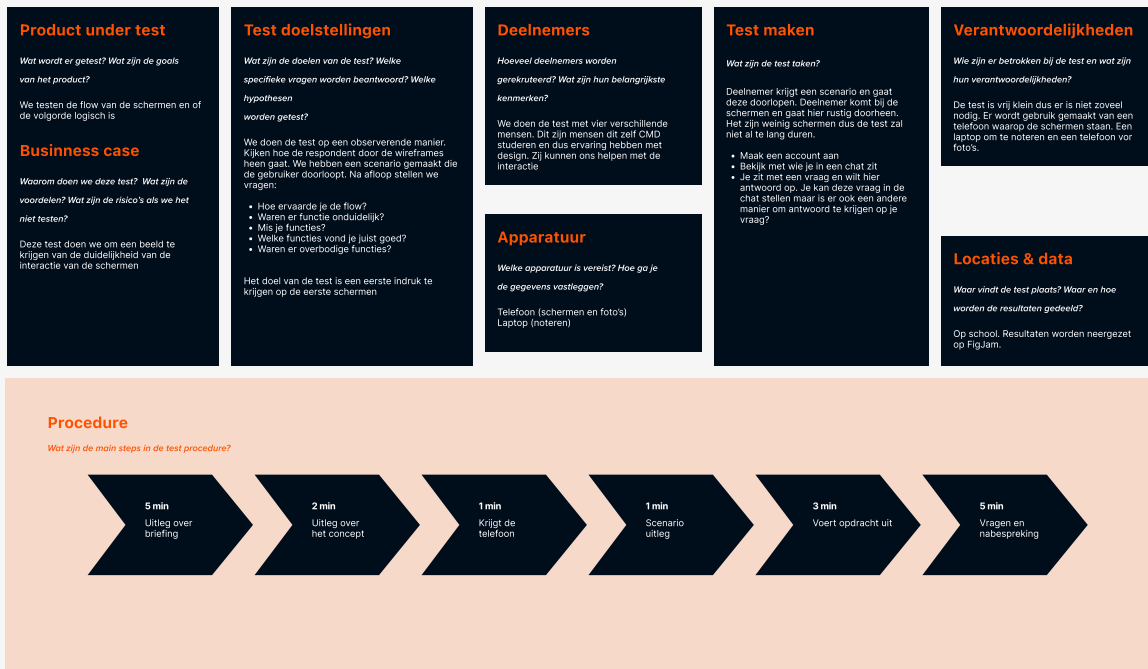 Product under test
Wat wordt er getest? Wat zijn de goals
van het product?
We testen de flow van de schermen en of
de volgorde logisch is
Businness case
Waarom doen we deze test?  Wat zijn de
voordelen? Wat zijn de risico's als we het
niet testen?
Deze test doen we om een beeld te
krijgen van de duidelijkheid van de
interactie van de schermen
Test doelstellingen
Wat zijn de doelen van de test? Welke
specifieke vragen worden beantwoord? Welke
hypothesen
worden getest?
We doen de test op een observerende manier.
Kijken hoe de respondent door de wireframes
heen gaat. We hebben een scenario gemaakt die
de gebruiker doorloopt. Na afloop stellen we
vragen:
• Hoe ervaarde je de flow?
• Waren er functie onduidelijk?
• Mis je functies?
• Welke functies vond je juist goed?
• Waren er overbodige functies?
Het doel van de test is een eerste indruk te
krijgen op de eerste schermen
Deelnemers
Hoeveel deelnemers worden
gerekruteerd? Wat zijn hun belangrijkste
kenmerken?
We doen de test met vier verschillende
mensen. Dit zijn mensen dit zelf CMD
studeren en dus ervaring hebben met
design. Zij kunnen ons helpen met de
interactie
Apparatuur
Welke apparatuur is vereist? Hoe ga je
de gegevens vastleggen?
Telefoon (schermen en foto's)
Laptop (noteren)
Test maken
Wat zijn de test taken?
Deelnemer krijgt een scenario en gaat
deze doorlopen. Deelnemer komt bij de
schermen en gaat hier rustig doorheen.
Het zijn weinig schermen dus de test zal
niet al te lang duren.
• Maak een account aan
• Bekijk met wie je in een chat zit
• Je zit met een vraag en wilt hier
antwoord op. Je kan deze vraag in de
chat stellen maar is er ook een andere
manier om antwoord te krijgen op je
vraag?
Verantwoordelijkheden
Wie zijn er betrokken bij de test en wat zijn
hun verantwoordelijkheden?
De test is vrij klein dus er is niet zoveel
nodig. Er wordt gebruik gemaakt van een
telefoon waarop de schermen staan. Een
laptop om te noteren en een telefoon vor
foto's.
Locaties & data
Waar vindt de test plaats? Waar en hoe
worden de resultaten gedeeld?
Op school. Resultaten worden neergezet
op FigJam.
Procedure
Wat zijn de main steps in de test procedure?
5 min
Uitleg over
briefing
2 min
Uitleg over
het concept
1 min
Krijgt de
telefoon
1 min
Scenario
uitleg
3 min
Voert opdracht uit
5 min
Vragen en
nabespreking